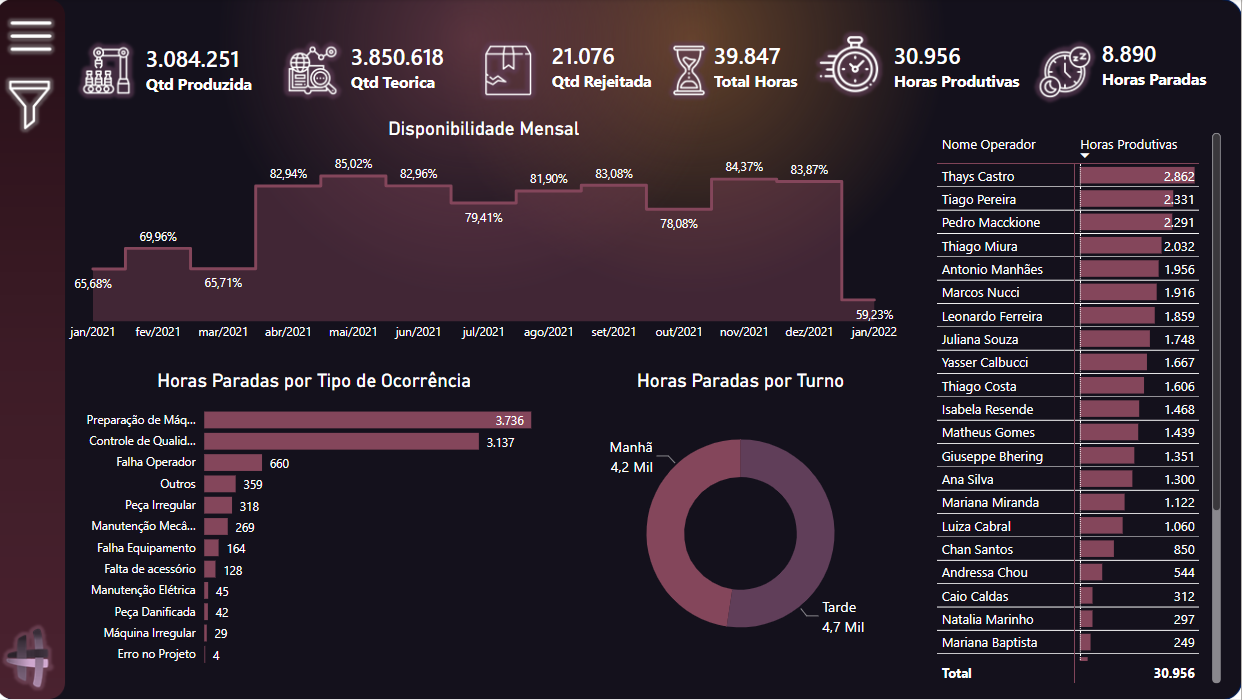 3.084.251
Qtd Produzida
3.850.618
Qtd Teorica
21.076
Qtd Rejeitada
39.847
Total Horas
30.956
Horas Produtivas
8.890
Horas Paradas
Disponibilidade Mensal
65,68%
69,96%
65,71%
82,94%
85,02%
82,96%
79,41%
81,90%
83,08%
78,08%
84,37%
83,87%
59,23%
jan/2021 fev/2021 mar/2021 abr/2021 mai/2021 jun/2021 jul/2021 ago/2021 set/2021 out/2021 nov/2021 dez/2021 jan/2022
Horas Paradas por Tipo de Ocorrência
Preparação de Máq... 3.736
Controle de Qualid... 3.137
Falha Operador 660
Outros 359
Peça Irregular 318
Manutenção Mecâ... 269
Falha Equipamento 164
Falta de acessório 128
Manutenção Elétrica 45
Peça Danificada 42
Máquina Irregular 29
Erro no Projeto 4
Horas Paradas por Turno
Manhã
4,2 Mil
Tarde
4,7 Mil
Nome Operador Horas Produtivas
Thays Castro 2.862
Tiago Pereira 2.331
Pedro Macckione 2.291
Thiago Miura 2.032
Antonio Manhães 1.956
Marcos Nucci 1.916
Leonardo Ferreira 1.859
Juliana Souza 1.748
Yasser Calbucci 1.667
Thiago Costa 1.606
Isabela Resende 1.468
Matheus Gomes 1.439
Giuseppe Bhering 1.351
Ana Silva 1.300
Mariana Miranda 1.122
Luiza Cabral 1.060
Chan Santos 850
Andressa Chou 544
Caio Caldas 312
Natalia Marinho 297
Mariana Baptista 249
Total 30.956